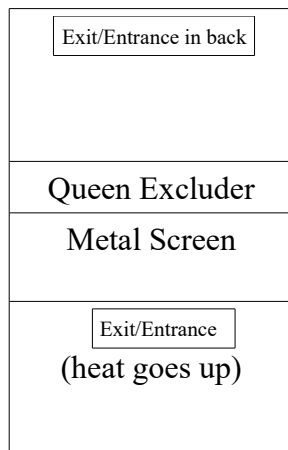 Exit/Entrance in back
Queen Excluder
Metal Screen
Exit/Entrance
(heat goes up)